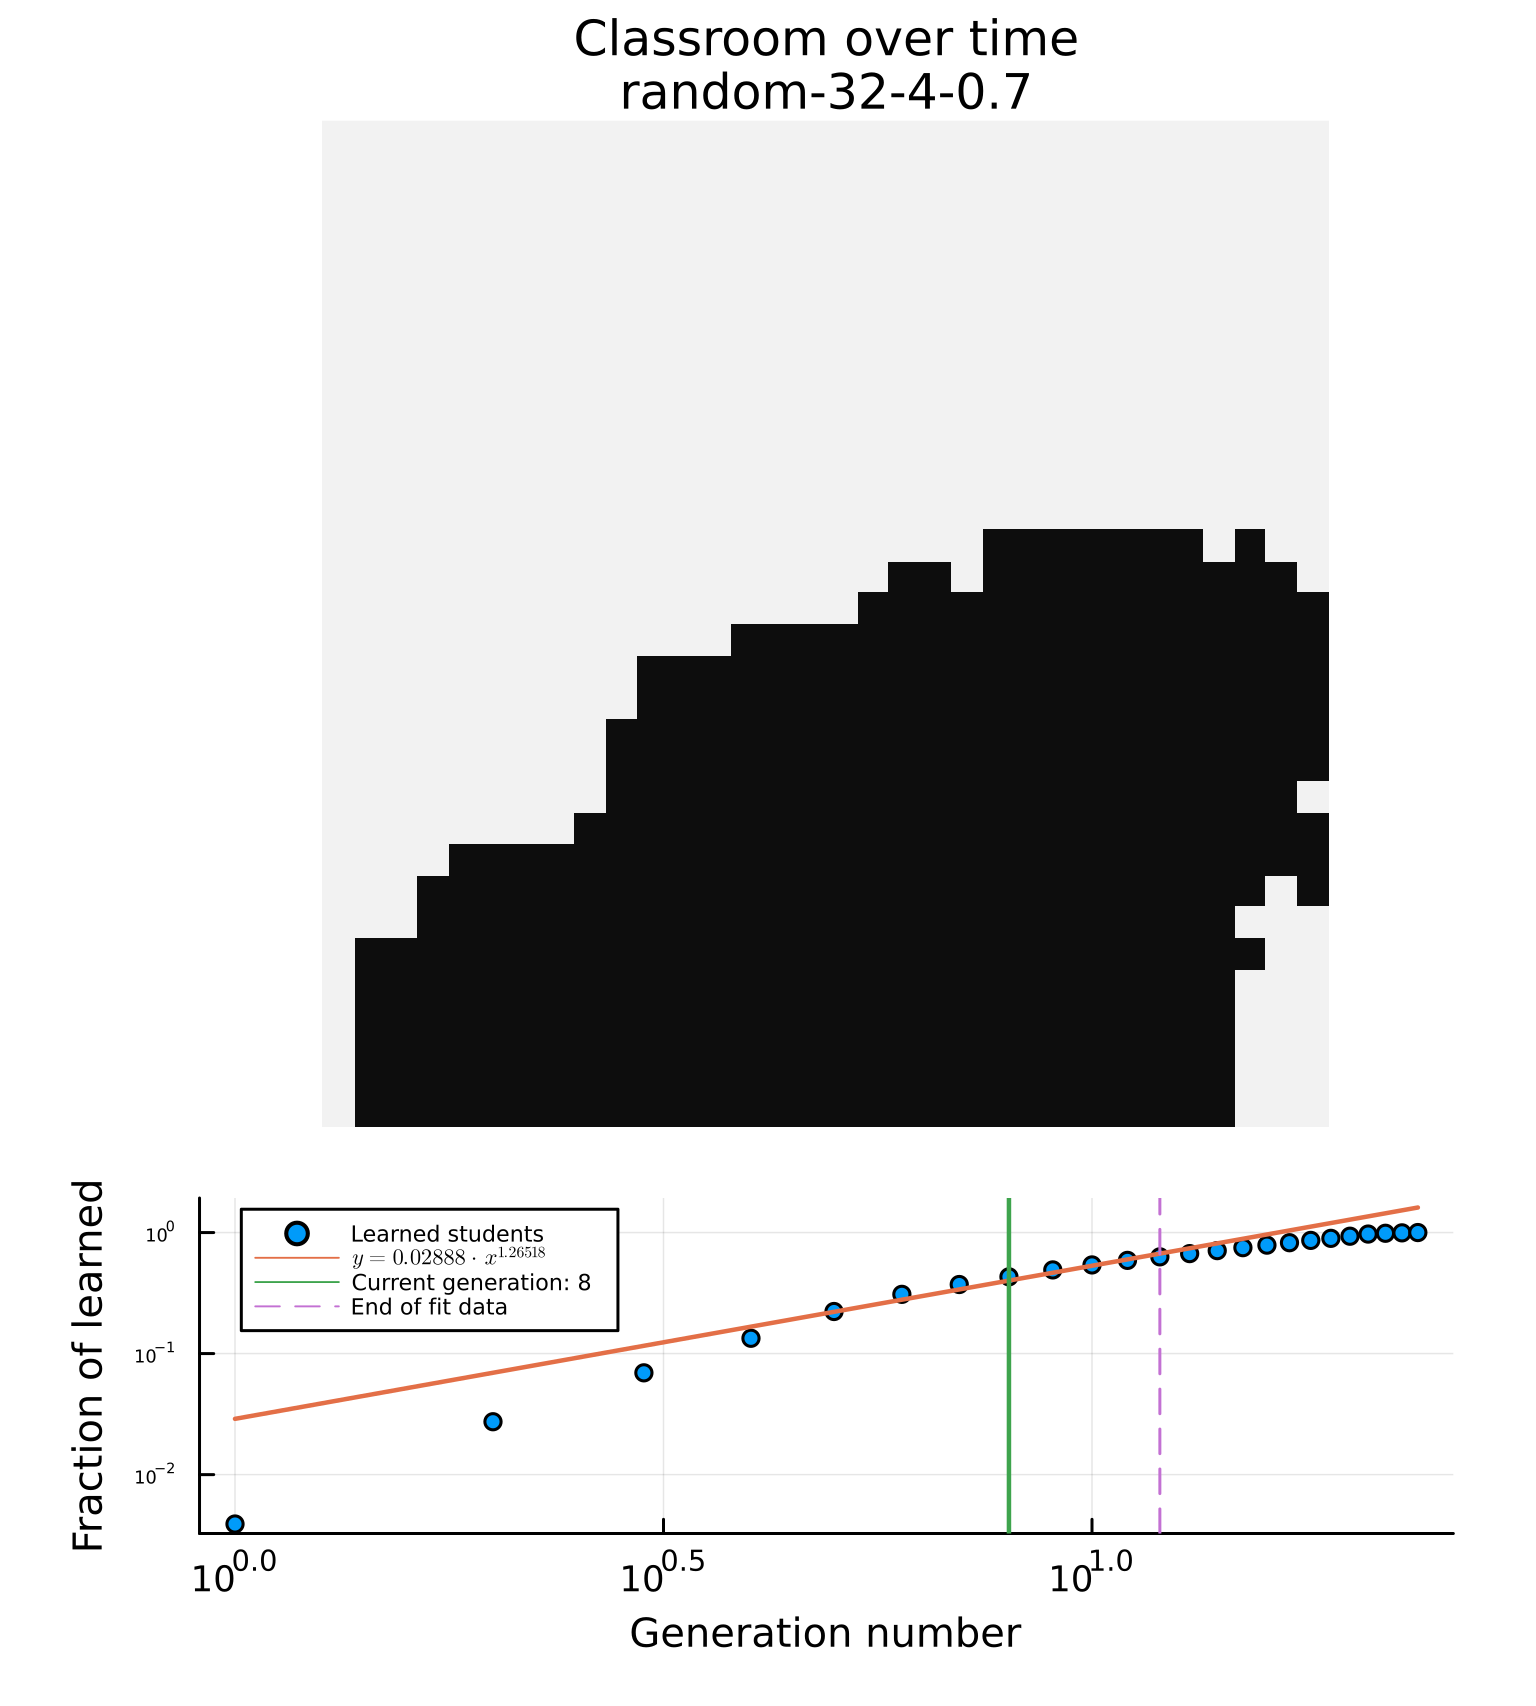 Classroom over time
random-32-4-0.7
Fraction of learned
10⁰
10⁻¹
10⁻²
Learned students
y = 0.02888 · x^1.26518
Current generation: 8
End of fit data
10^0.0
10^0.5
10^1.0
Generation number